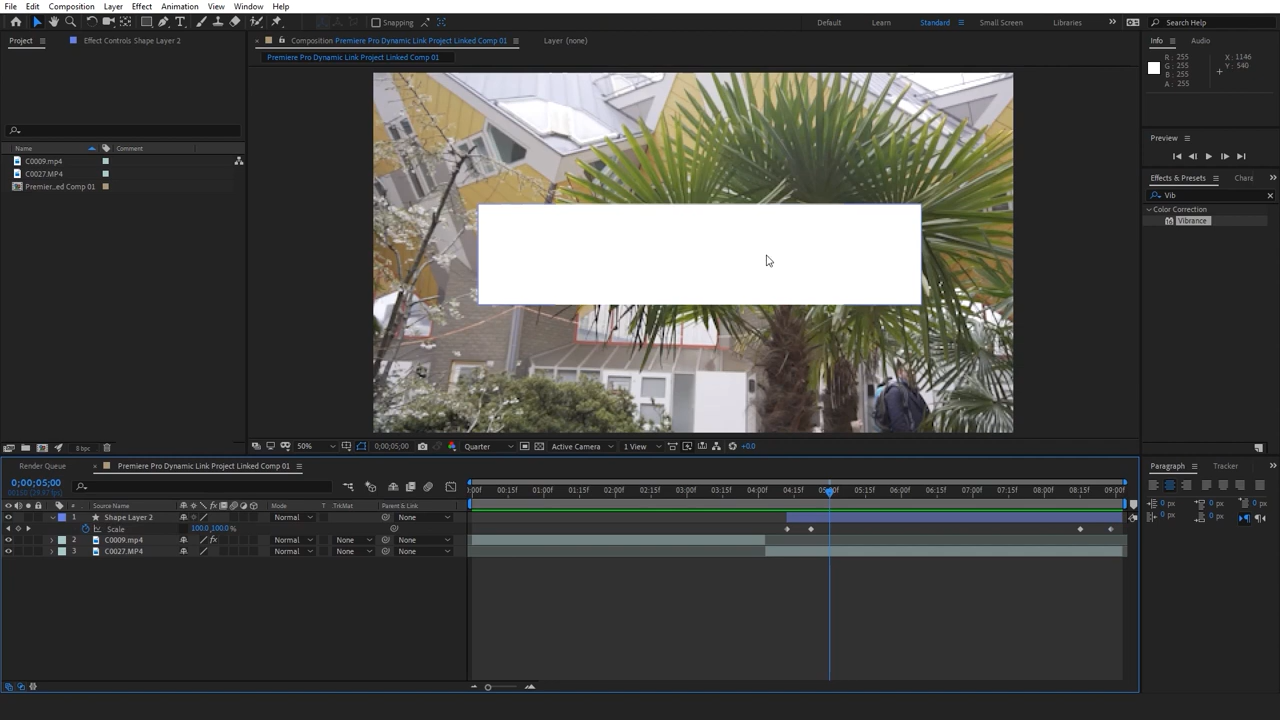 File Edit Composition Layer Effect Animation View Window Help
Snapping Default Learn Standard Small Screen Libraries Search Help
Project Effect Controls Shape Layer 2 Composition Premiere Pro Dynamic Link Project Linked Comp 01 Layer (none) Info Audio
Premiere Pro Dynamic Link Project Linked Comp 01
R: 255 X: 1146
G: 255 Y: 540
B: 255
A: 255
Preview
Name Comment
C0009.mp4
C0027.MP4
Premier..ed Comp 01
Effects & Presets Chara
Vib
Color Correction
Vibrance
8 bpc 50% 0;00;05;00 Quarter Active Camera 1 View +0.0
Render Queue Premiere Pro Dynamic Link Project Linked Comp 01 Paragraph Tracker
0;00;05;00
:00f 00:15f 01:00f 01:15f 02:00f 02:15f 03:00f 03:15f 04:00f 04:15f 05:00f 05:15f 06:00f 06:15f 07:00f 07:15f 08:00f 08:15f 09:00f
# Source Name Mode T TrkMat Parent & Link
1 Shape Layer 2 Normal None
Scale 100.0,100.0%
2 C0009.mp4 Normal None None
3 C0027.MP4 Normal None None
0 px 0 px 0 px
0 px 0 px